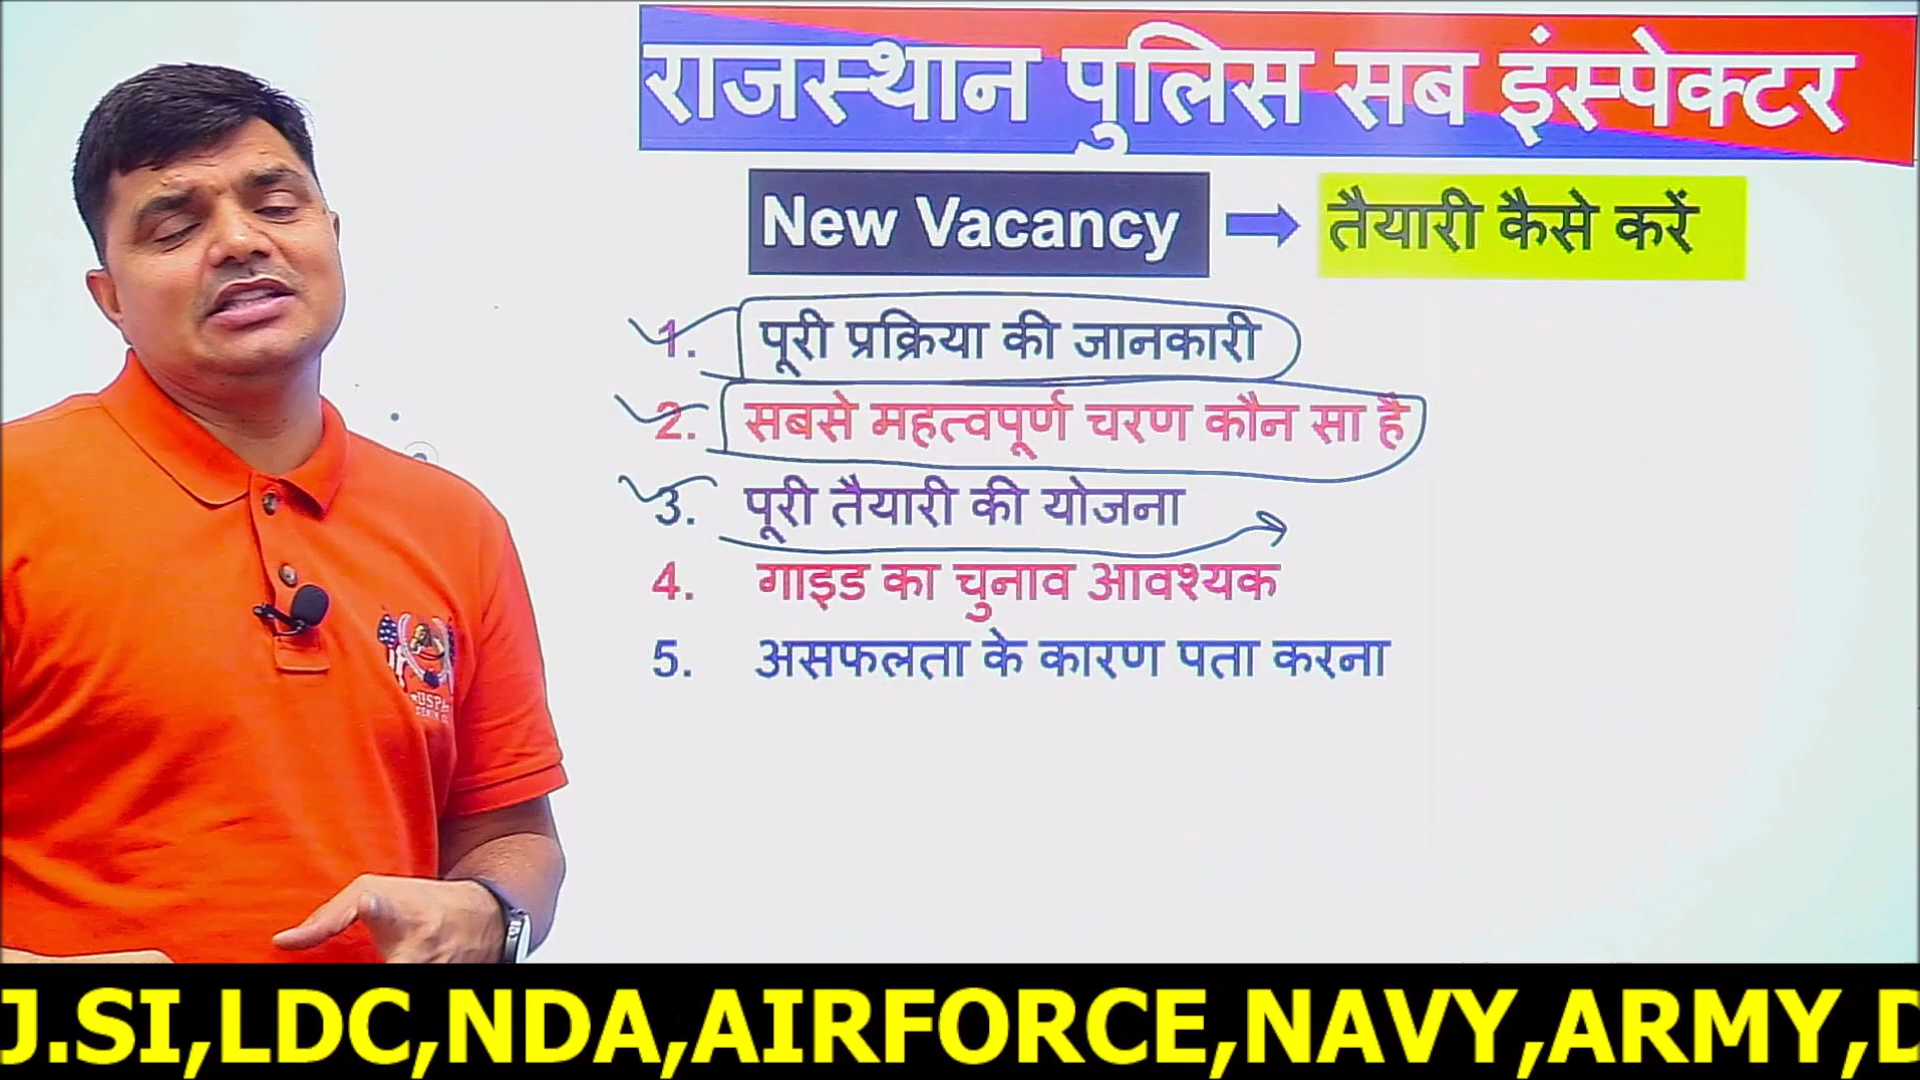 राजस्थान पुलिस सब इंस्पेक्टर
New Vacancy
तैयारी कैसे करें
1. पूरी प्रक्रिया की जानकारी
2. सबसे महत्वपूर्ण चरण कौन सा है
3. पूरी तैयारी की योजना
4. गाइड का चुनाव आवश्यक
5. असफलता के कारण पता करना
J.SI,LDC,NDA,AIRFORCE,NAVY,ARMY,D